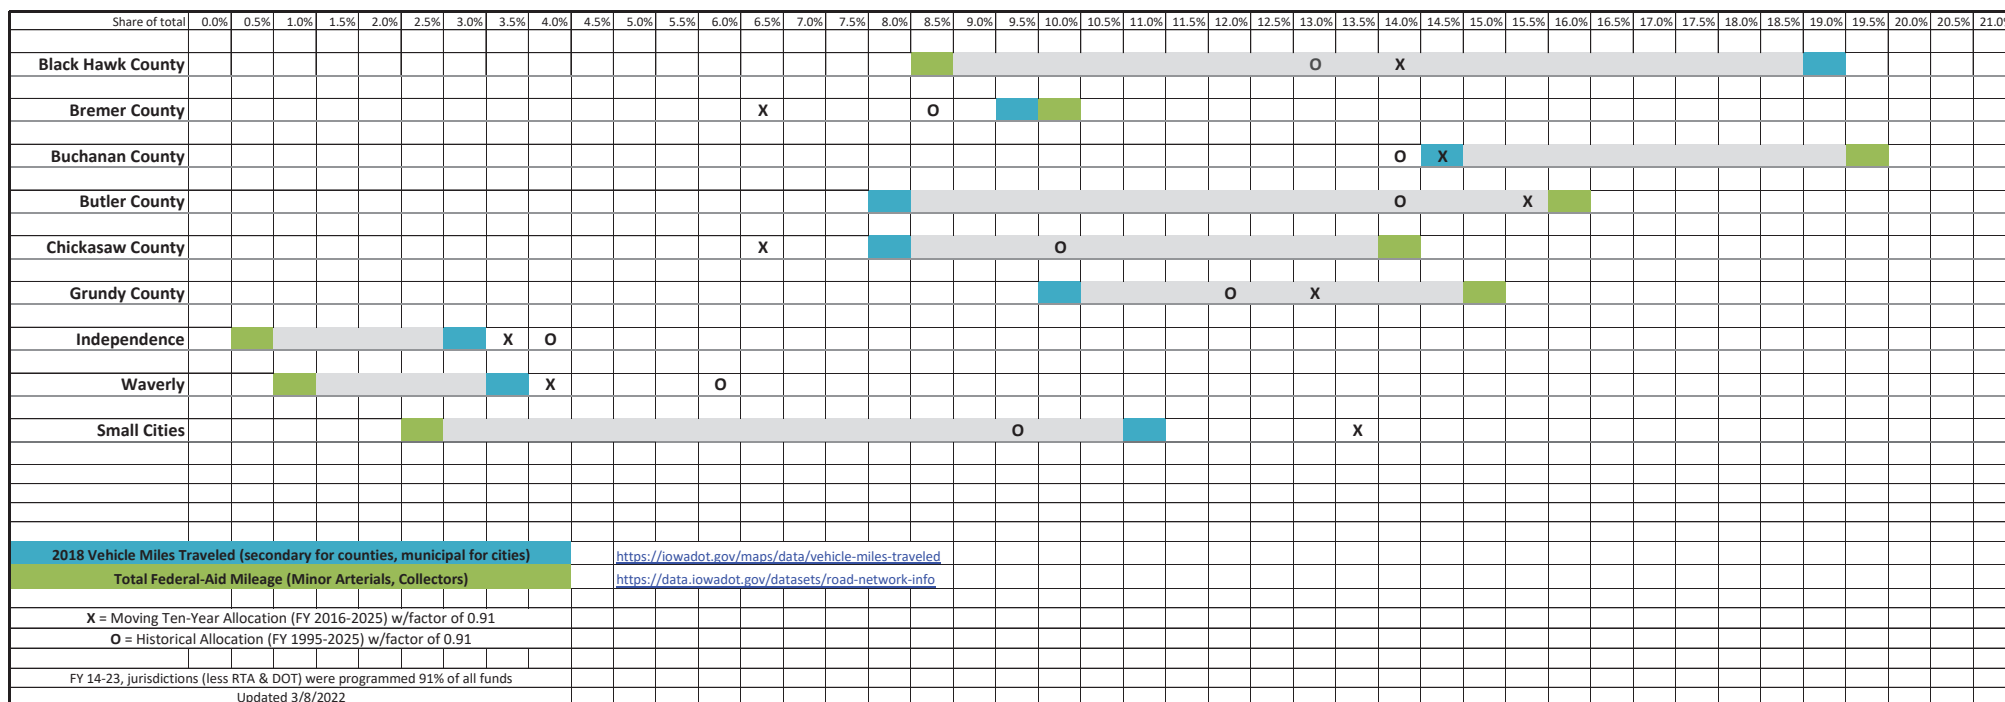 Share of total 0.0% 0.5% 1.0% 1.5% 2.0% 2.5% 3.0% 3.5% 4.0% 4.5% 5.0% 5.5% 6.0% 6.5% 7.0% 7.5% 8.0% 8.5% 9.0% 9.5% 10.0% 10.5% 11.0% 11.5% 12.0% 12.5% 13.0% 13.5% 14.0% 14.5% 15.0% 15.5% 16.0% 16.5% 17.0% 17.5% 18.0% 18.5% 19.0% 19.5% 20.0% 20.5% 21.0%
Black Hawk County O X
Bremer County X O
Buchanan County O X
Butler County O X
Chickasaw County X O
Grundy County O X
Independence X O
Waverly X O
Small Cities O X
2018 Vehicle Miles Traveled (secondary for counties, municipal for cities) https://iowadot.gov/maps/data/vehicle-miles-traveled
Total Federal-Aid Mileage (Minor Arterials, Collectors) https://data.iowadot.gov/datasets/road-network-info
X = Moving Ten-Year Allocation (FY 2016-2025) w/factor of 0.91
O = Historical Allocation (FY 1995-2025) w/factor of 0.91
FY 14-23, jurisdictions (less RTA & DOT) were programmed 91% of all funds
Updated 3/8/2022